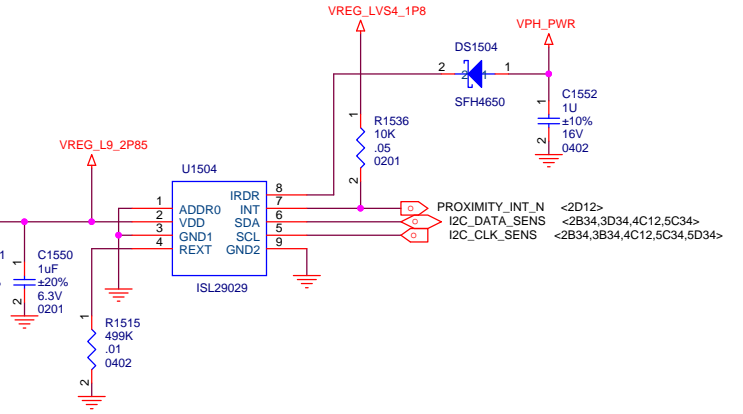 VREG_LVS4_1P8
VPH_PWR
DS1504
2
2
1
1
SFH4650
1
C1552
1U
±10%
16V
0402
2
1
R1536
10K
.05
0201
2
VREG_L9_2P85
U1504
1
ADDR0
2
VDD
3
GND1
4
REXT
IRDR
8
INT
7
SDA
6
SCL
5
GND2
9
ISL29029
PROXIMITY_INT_N <2D12>
I2C_DATA_SENS <2B34,3D34,4C12,5C34>
I2C_CLK_SENS <2B34,3B34,4C12,5C34,5D34>
1
1
C1550
1uF
±20%
6.3V
0201
2
1
R1515
499K
.01
0402
2